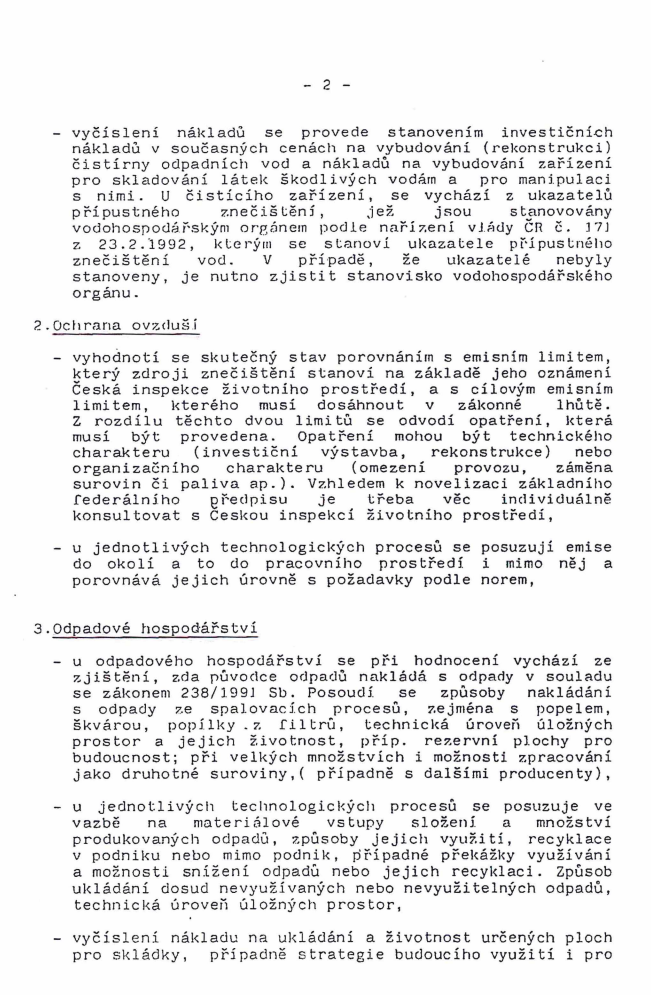 - 2 -
- vyčíslení nákladů se provede stanovením investičních
nákladů v současných cenách na vybudování (rekonstrukci)
čistírny odpadních vod a nákladů na vybudování zařízení
pro skladování látek škodlivých vodám a pro manipulaci
s nimi. U čistícího zařízení, se vychází z ukazatelů
přípustného znečištění, jež jsou stanovovány
vodohospodářským orgánem podle nařízení vlády ČR č. 171
z 23.2.1992, kterým se stanoví ukazatele přípustného
znečištění vod. V případě, že ukazatelé nebyly
stanoveny, je nutno zjistit stanovisko vodohospodářského
orgánu.
2.Ochrana ovzduší
- vyhodnotí se skutečný stav porovnáním s emisním limitem,
který zdroji znečištění stanoví na základě jeho oznámení
Česká inspekce životního prostředí, a s cílovým emisním
limitem, kterého musí dosáhnout v zákonné lhůtě.
Z rozdílu těchto dvou limitů se odvodí opatření, která
musí být provedena. Opatření mohou být technického
charakteru (investiční výstavba, rekonstrukce) nebo
organizačního charakteru (omezení provozu, záměna
surovin či paliva ap.). Vzhledem k novelizaci základního
federálního předpisu je třeba věc individuálně
konsultovat s Českou inspekcí životního prostředí,
- u jednotlivých technologických procesů se posuzují emise
do okolí a to do pracovního prostředí i mimo něj a
porovnává jejich úrovně s požadavky podle norem,
3.Odpadové hospodářství
- u odpadového hospodářství se při hodnocení vychází ze
zjištění, zda původce odpadů nakládá s odpady v souladu
se zákonem 238/1991 Sb. Posoudí se způsoby nakládání
s odpady ze spalovacích procesů, zejména s popelem,
škvárou, popílky .z filtrů, technická úroveň úložných
prostor a jejich životnost, příp. rezervní plochy pro
budoucnost; při velkých množstvích i možnosti zpracování
jako druhotné suroviny,( případně s dalšími producenty),
- u jednotlivých technologických procesů se posuzuje ve
vazbě na materiálové vstupy složení a množství
produkovaných odpadů, způsoby jejich využití, recyklace
v podniku nebo mimo podnik, případné překážky využívání
a možnosti snížení odpadů nebo jejich recyklaci. Způsob
ukládání dosud nevyužívaných nebo nevyužitelných odpadů,
technická úroveň úložných prostor,
- vyčíslení nákladu na ukládání a životnost určených ploch
pro skládky, případně strategie budoucího využití i pro